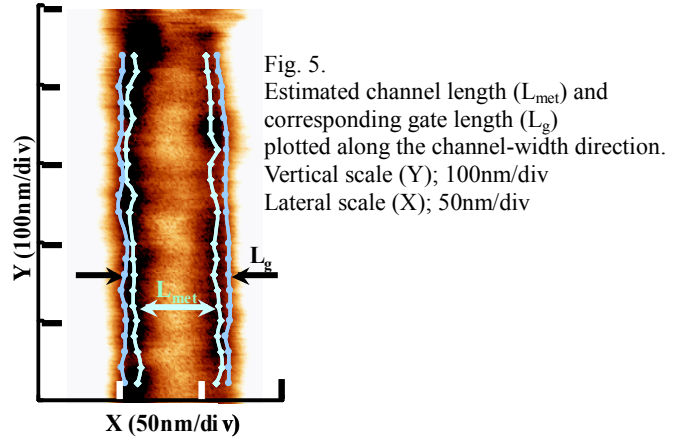 Fig. 5.
Estimated channel length (Lmet) and
corresponding gate length (Lg)
plotted along the channel-width direction.
Vertical scale (Y); 100nm/div
Lateral scale (X); 50nm/div
Y (100nm/div)
Lg
Lmet
X (50nm/div)